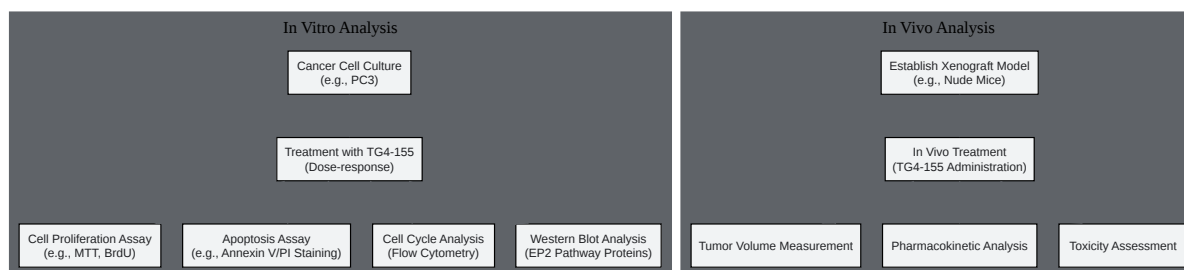 In Vitro Analysis
Cancer Cell Culture
(e.g., PC3)
Treatment with TG4-155
(Dose-response)
Cell Proliferation Assay
(e.g., MTT, BrdU)
Apoptosis Assay
(e.g., Annexin V/PI Staining)
Cell Cycle Analysis
(Flow Cytometry)
Western Blot Analysis
(EP2 Pathway Proteins)
In Vivo Analysis
Establish Xenograft Model
(e.g., Nude Mice)
In Vivo Treatment
(TG4-155 Administration)
Tumor Volume Measurement
Pharmacokinetic Analysis
Toxicity Assessment